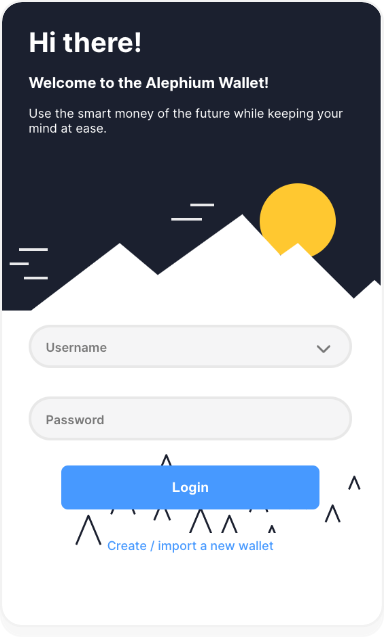 Hi there!
Welcome to the Alephium Wallet!
Use the smart money of the future while keeping your
mind at ease.
Username
Password
Login
Create / import a new wallet